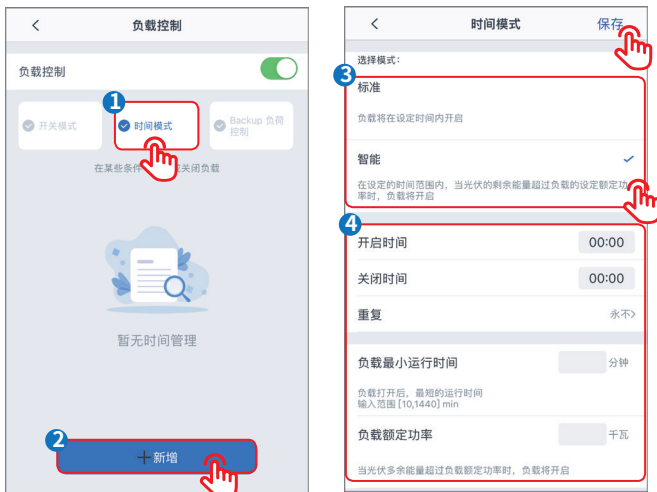 负载控制
负载控制
1
开关模式
时间模式
Backup 负荷
控制
在某些条件
关闭负载
暂无时间管理
2
新增
时间模式
保存
选择模式：
3
标准
负载将在设定时间内开启
智能
在设定的时间范围内，当光伏的剩余能量超过负载的设定额定功
率时，负载将开启
4
开启时间 00:00
关闭时间 00:00
重复 永不>
负载最小运行时间 分钟
负载打开后，最短的运行时间
输入范围 [10,1440] min
负载额定功率 千瓦
当光伏多余能量超过负载额定功率时，负载将开启